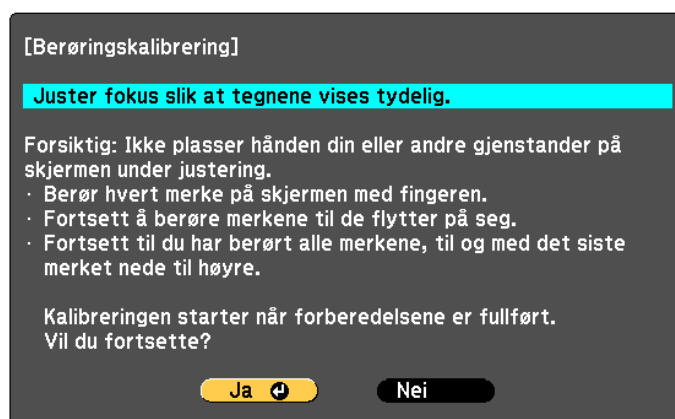 [Berøringskalibrering]
Juster fokus slik at tegnene vises tydelig.
Forsiktig: Ikke plasser hånden din eller andre gjenstander på
skjermen under justering.
· Berør hvert merke på skjermen med fingeren.
· Fortsett å berøre merkene til de flytter på seg.
· Fortsett til du har berørt alle merkene, til og med det siste
merket nede til høyre.
Kalibreringen starter når forberedelsene er fullført.
Vil du fortsette?
Ja Nei